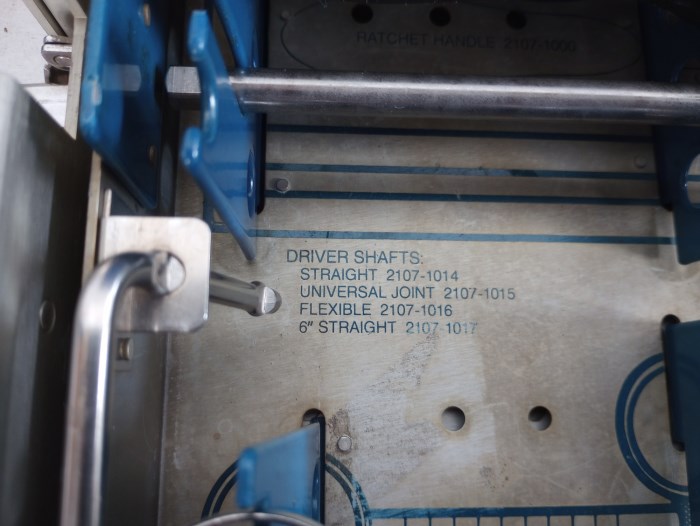 RATCHET HANDLE 2107-1000
DRIVER SHAFTS:
STRAIGHT 2107-1014
UNIVERSAL JOINT 2107-1015
FLEXIBLE 2107-1016
6" STRAIGHT 2107-1017